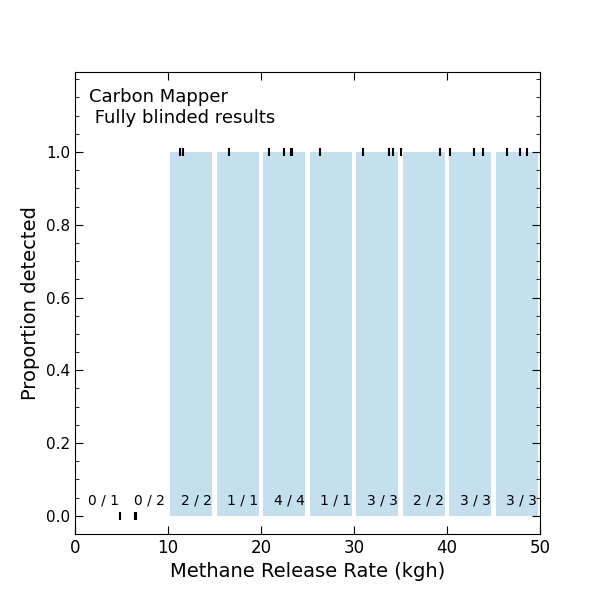 Carbon Mapper
Fully blinded results
1.0
0.8
0.6
0.4
0.2
0.0
Proportion detected
0 / 1 0 / 2 2 / 2 1 / 1 4 / 4 1 / 1 3 / 3 2 / 2 3 / 3 3 / 3
0 10 20 30 40 50
Methane Release Rate (kgh)